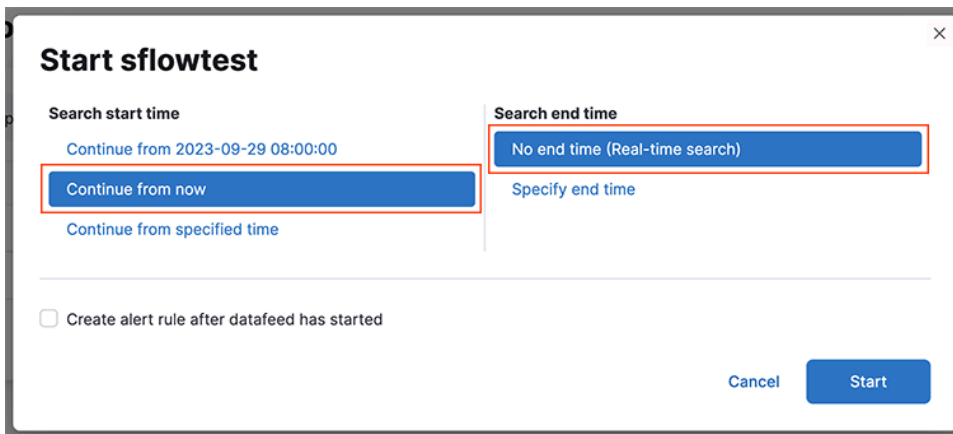 Start sflowtest
Search start time
Continue from 2023-09-29 08:00:00
Continue from now
Continue from specified time
Search end time
No end time (Real-time search)
Specify end time
Create alert rule after datafeed has started
Cancel
Start